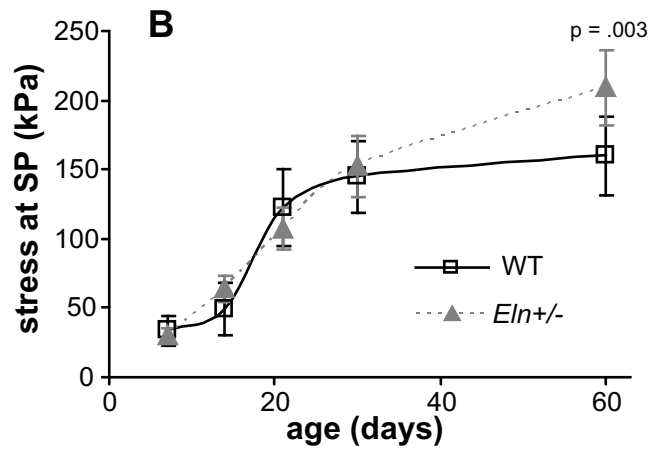 B
p = .003
250
200
150
100
50
0
stress at SP (kPa)
WT
Eln+/-
0 20 40 60
age (days)